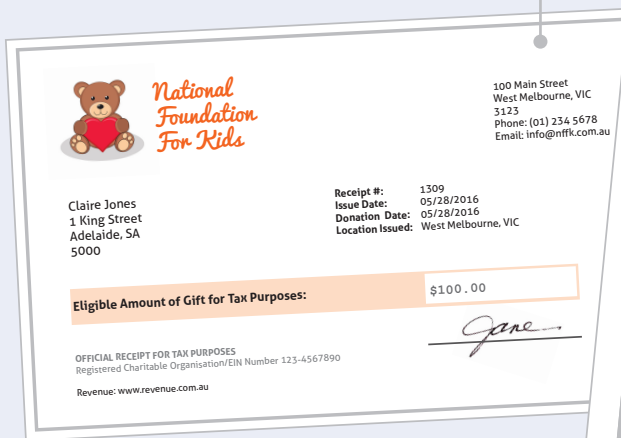 National
Foundation
For Kids
100 Main Street
West Melbourne, VIC
3123
Phone: (01) 234 5678
Email: info@nffk.com.au
Claire Jones
1 King Street
Adelaide, SA
5000
Receipt #: 1309
Issue Date: 05/28/2016
Donation Date: 05/28/2016
Location Issued: West Melbourne, VIC
Eligible Amount of Gift for Tax Purposes: $100.00
Jane
OFFICIAL RECEIPT FOR TAX PURPOSES
Registered Charitable Organisation/EIN Number 123-4567890
Revenue: www.revenue.com.au